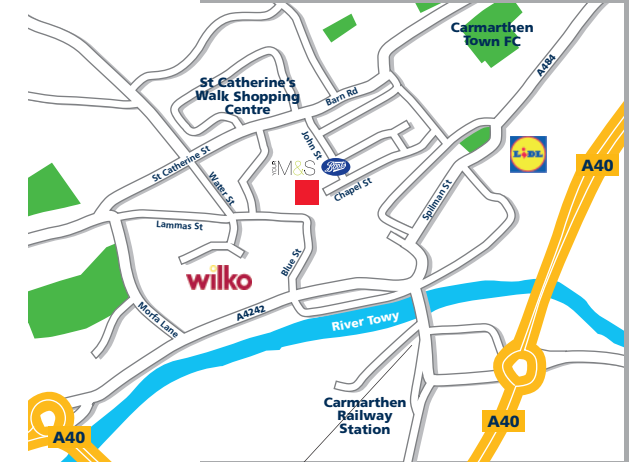 Carmarthen
Town FC
A484
St Catherine's
Walk Shopping
Centre
Barn Rd
John St
LiDL
A40
St Catherine St
M&S
Boots
Chapel St
Water St
Spilman St
Lammas St
Blue St
wilko
A4242
Morfa Lane
River Towy
Carmarthen
Railway
Station
A40
A40